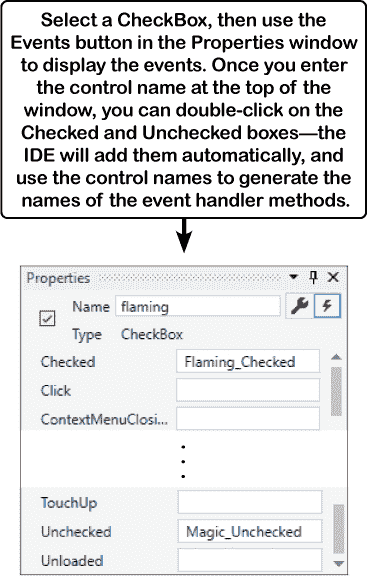 Select a CheckBox, then use the
Events button in the Properties window
to display the events. Once you enter
the control name at the top of the
window, you can double-click on the
Checked and Unchecked boxes—the
IDE will add them automatically, and
use the control names to generate the
names of the event handler methods.
Properties
Name flaming
Type CheckBox
Checked Flaming_Checked
Click
ContextMenuClosi...
TouchUp
Unchecked Magic_Unchecked
Unloaded